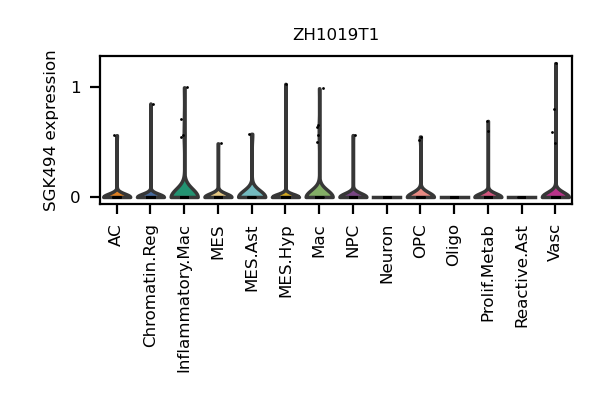 ZH1019T1
SGK494 expression
1
0
AC
Chromatin.Reg
Inflammatory.Mac
MES
MES.Ast
MES.Hyp
Mac
NPC
Neuron
OPC
Oligo
Prolif.Metab
Reactive.Ast
Vasc